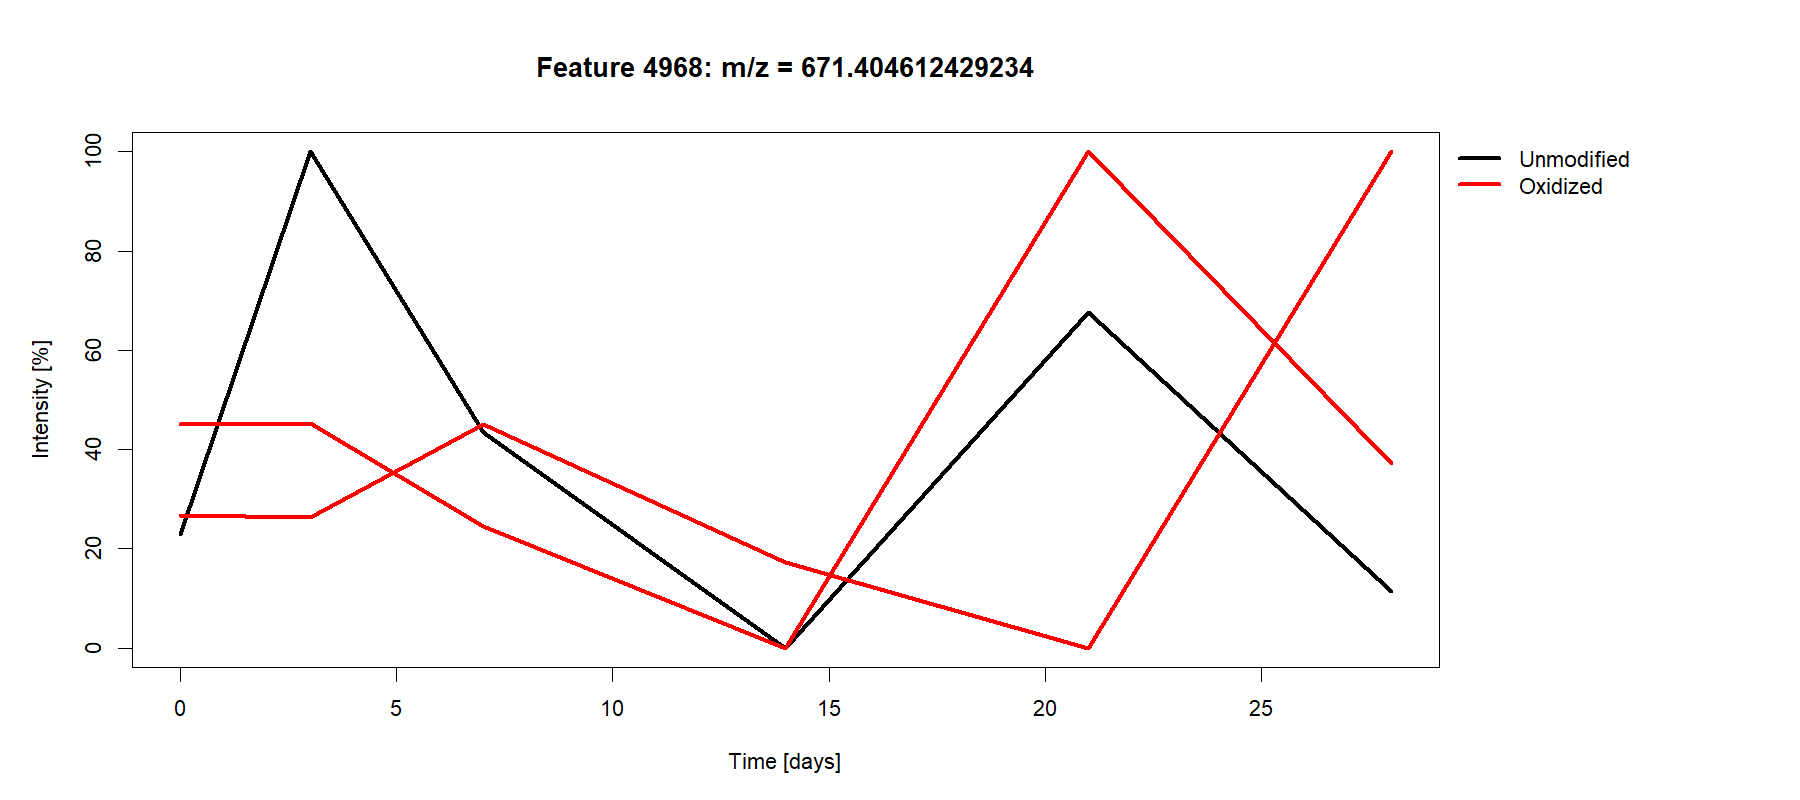 Feature 4968: m/z = 671.404612429234
Unmodified
Oxidized
Intensity [%]
100
80
60
40
20
0
0 5 10 15 20 25
Time [days]